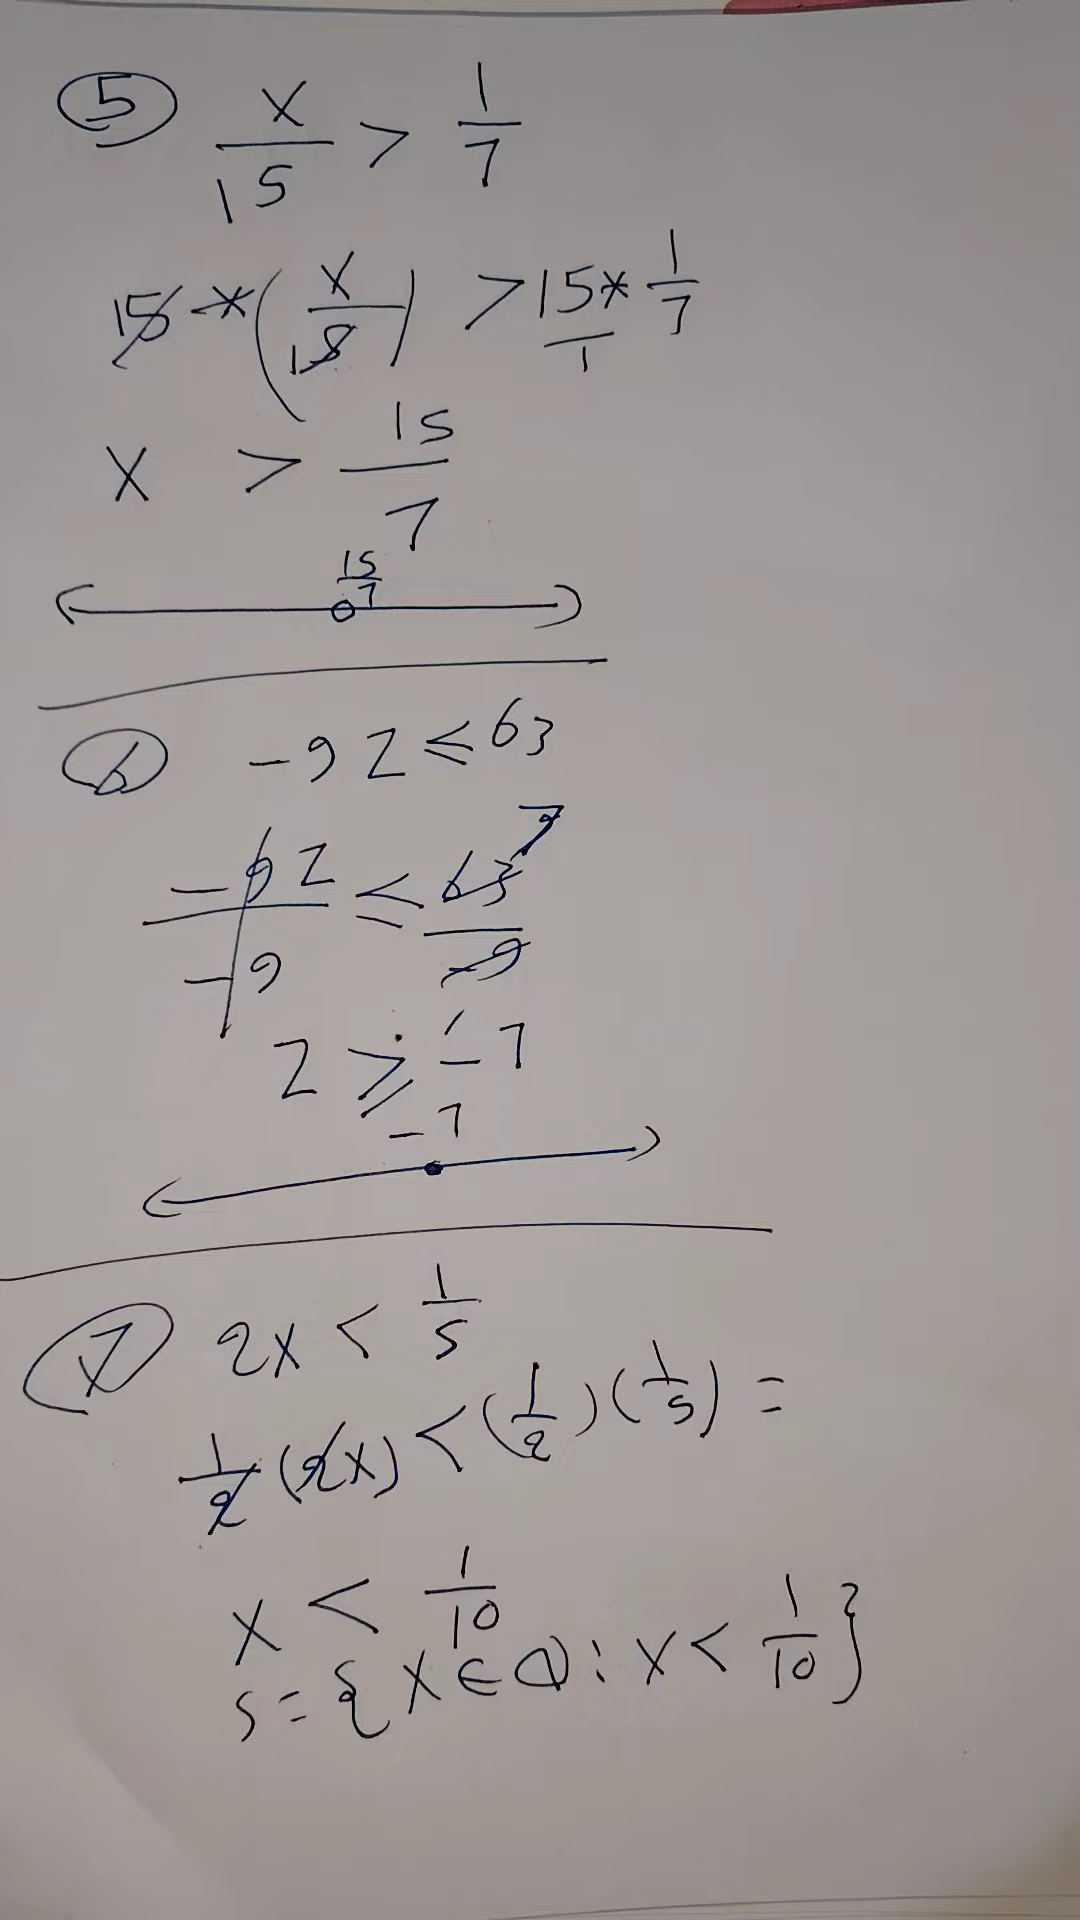 5 x/15 > 1/7
15 * (x/15) > 15/1 * 1/7
x > 15/7
15/7
6 -9z ≤ 63
-9z/-9 ≤ 63/-9 7
z ≥ -7
-7
7 2x < 1/5
1/2 (2x) < (1/2)(1/5) =
x < 1/10
S = {x ∈ Q : x < 1/10}